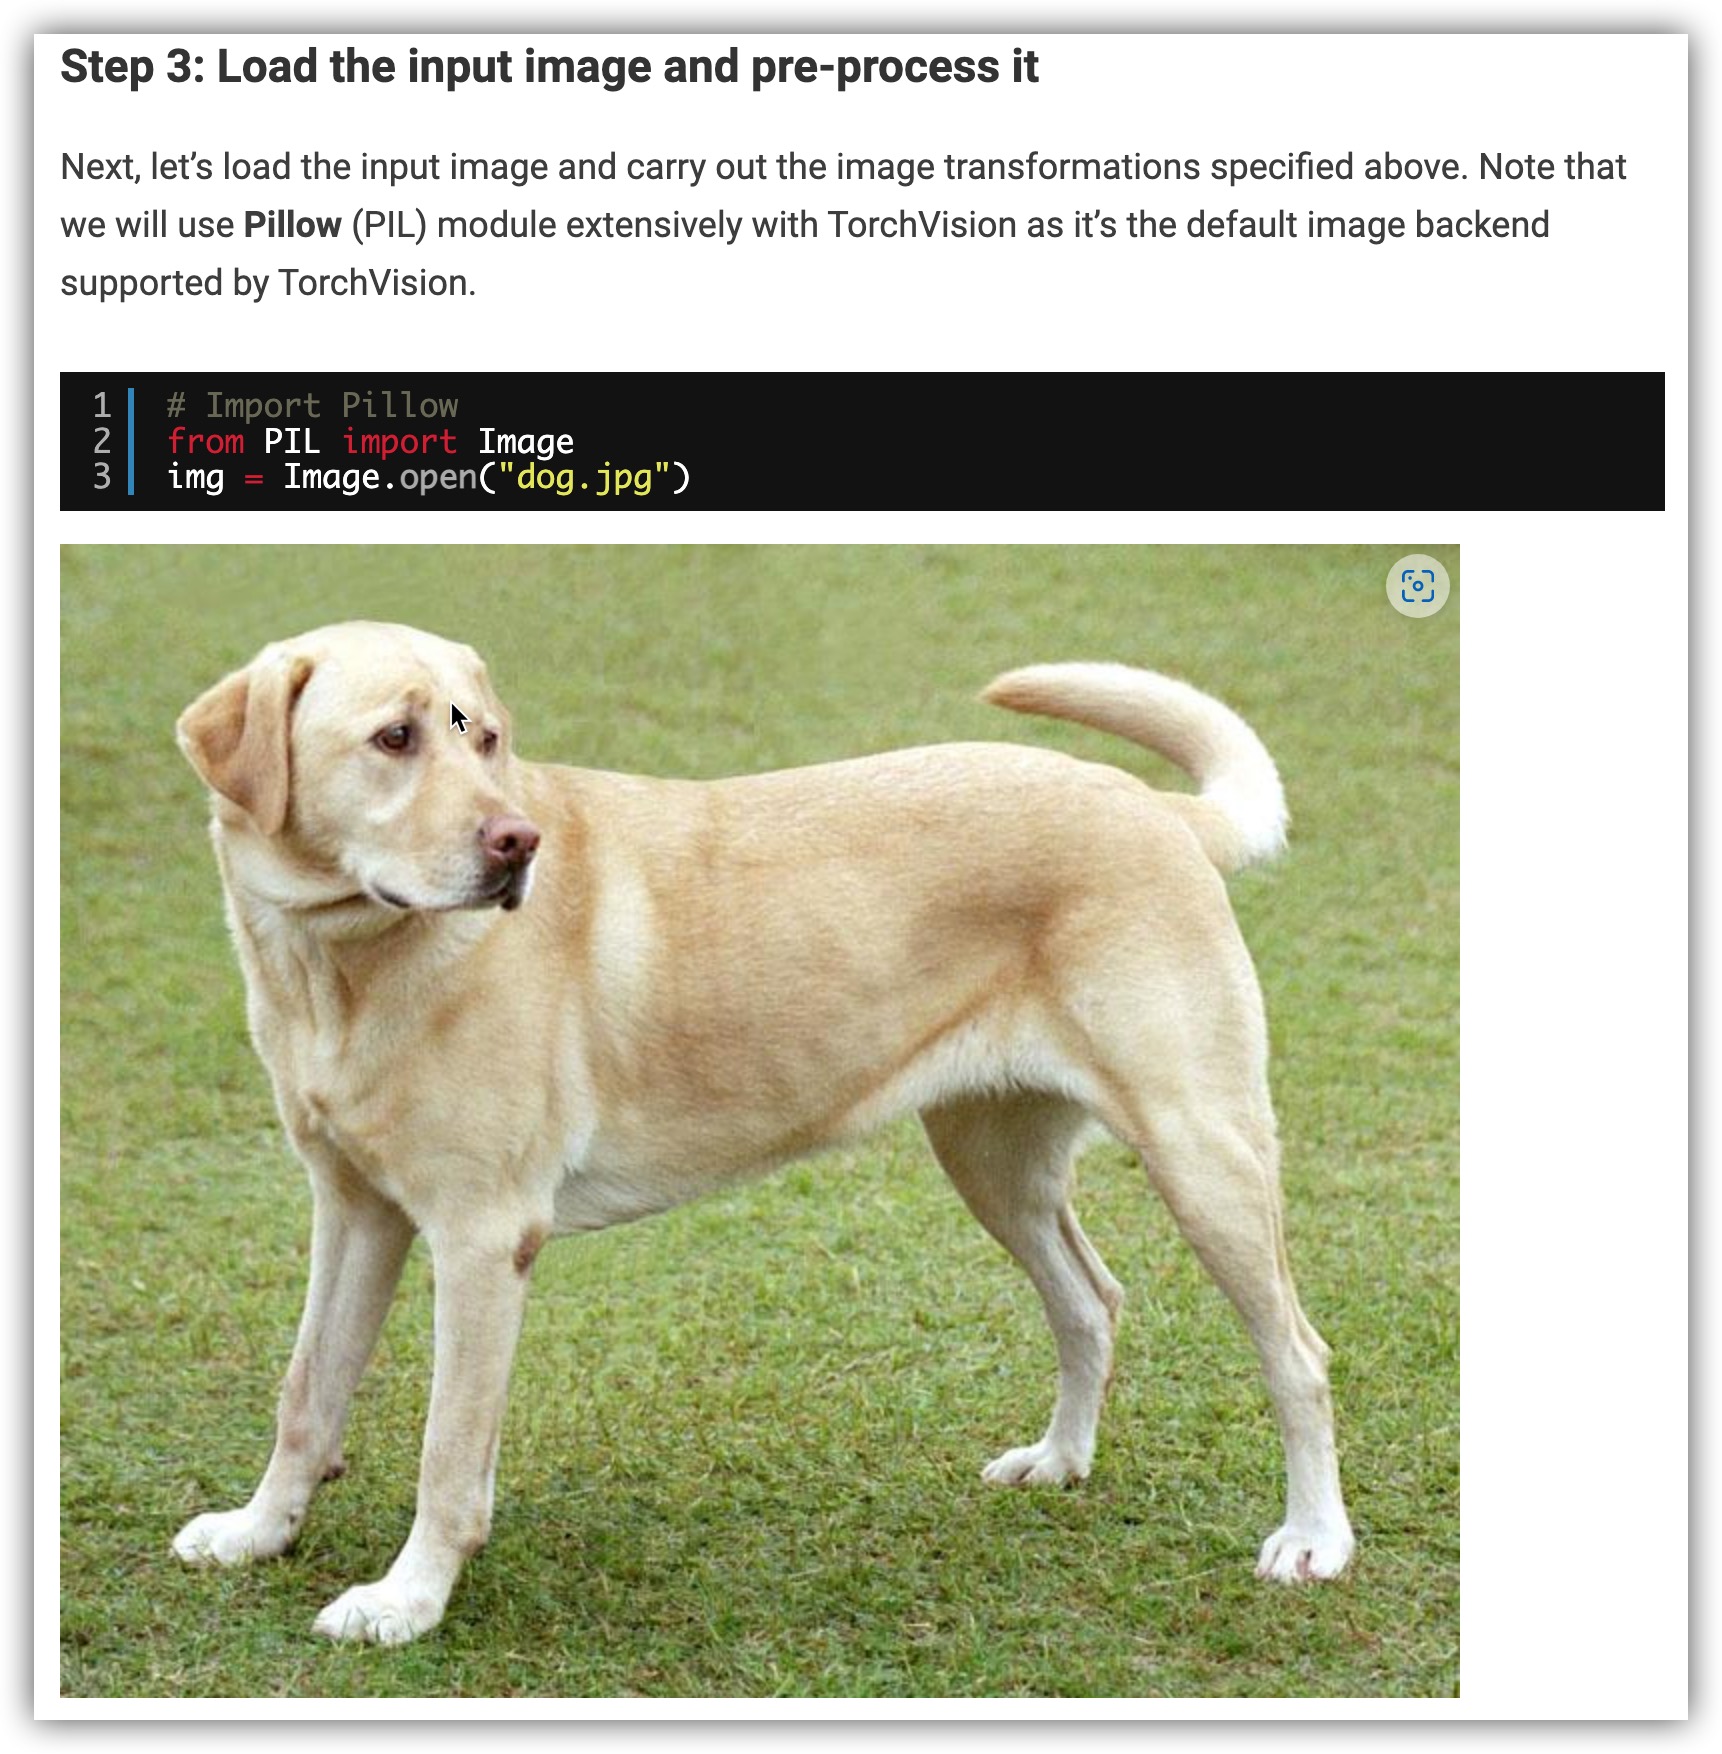 Step 3: Load the input image and pre-process it
Next, let’s load the input image and carry out the image transformations specified above. Note that
we will use Pillow (PIL) module extensively with TorchVision as it’s the default image backend
supported by TorchVision.
1 # Import Pillow
2 from PIL import Image
3 img = Image.open("dog.jpg")